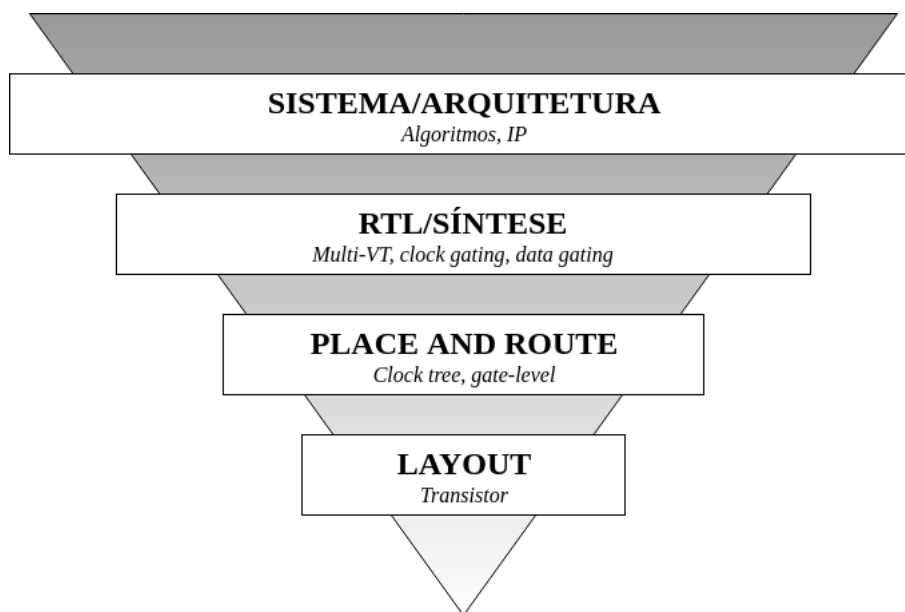 SISTEMA/ARQUITETURA
Algoritmos, IP
RTL/SÍNTESE
Multi-VT, clock gating, data gating
PLACE AND ROUTE
Clock tree, gate-level
LAYOUT
Transistor